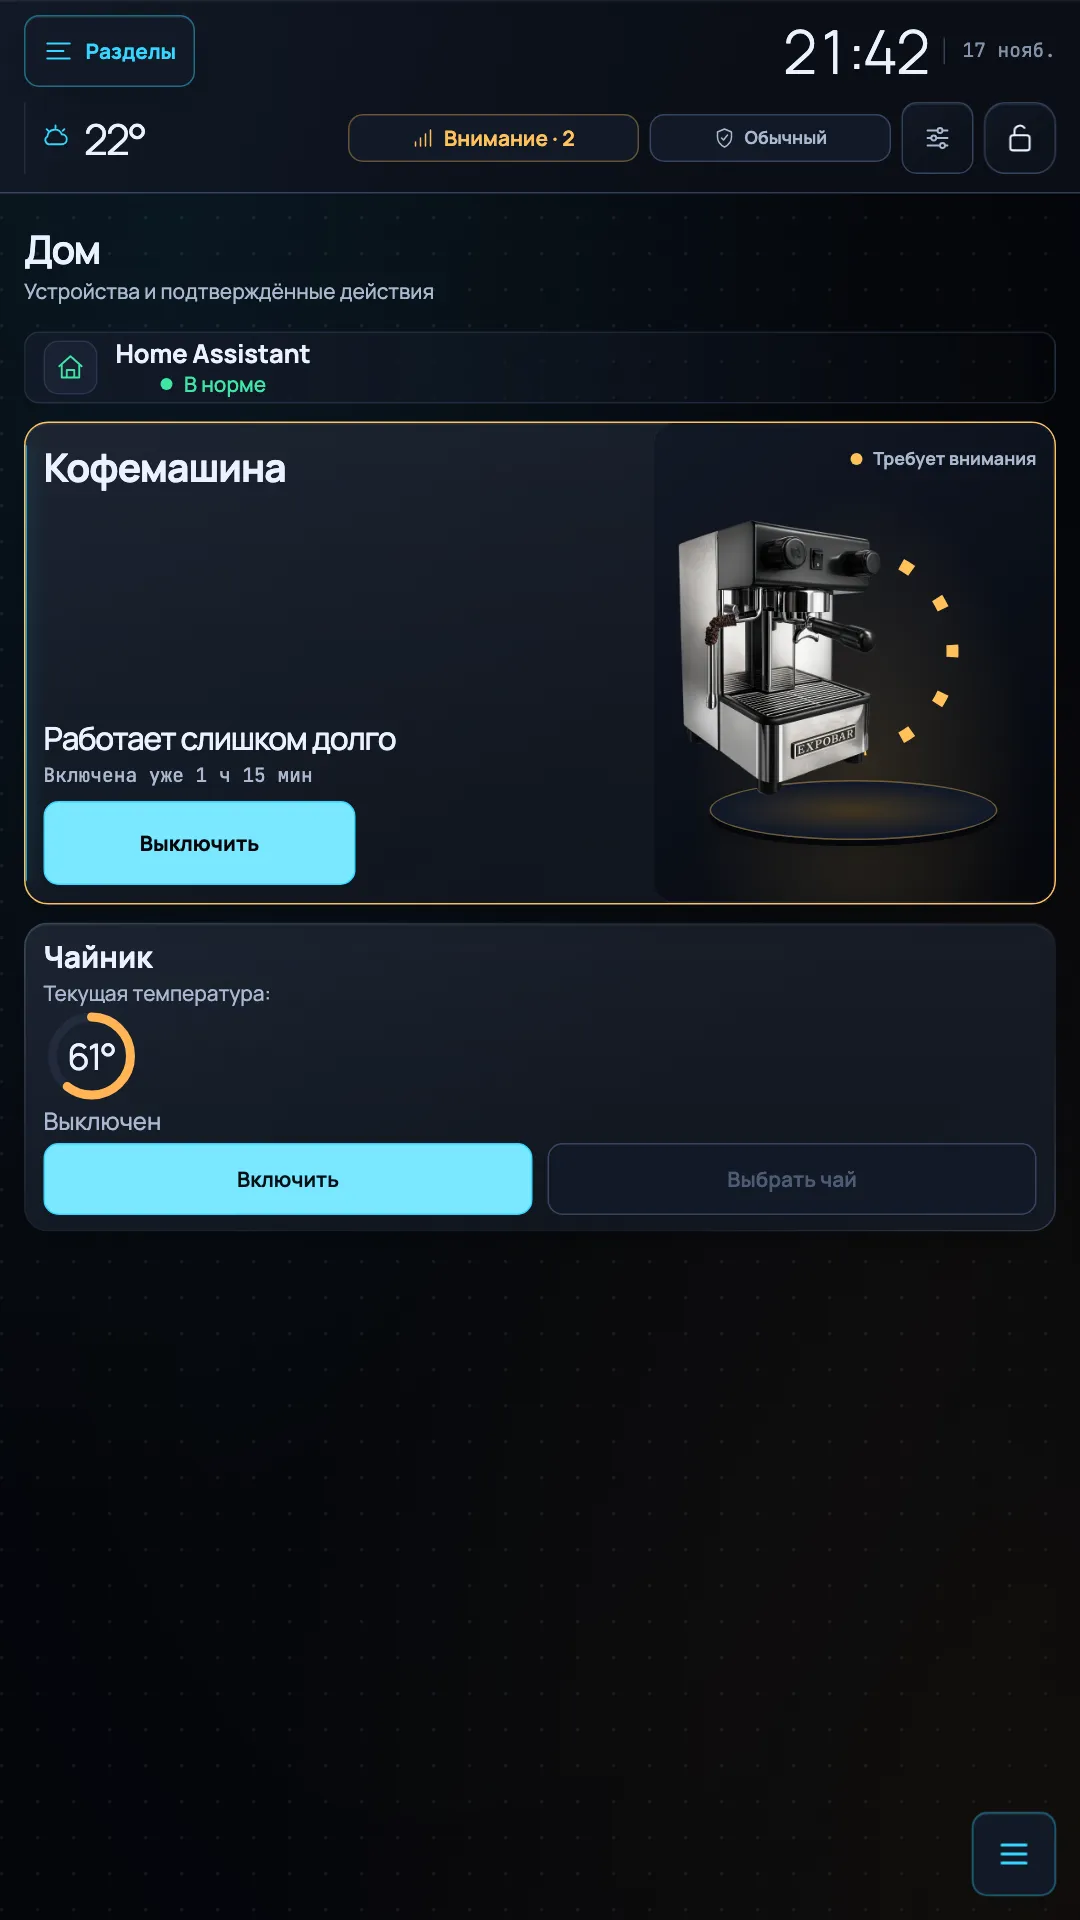 Разделы
21:42
17 нояб.
22°
Внимание · 2
Обычный
Дом
Устройства и подтверждённые действия
Home Assistant
В норме
Кофемашина
Требует внимания
EXPOBAR
Работает слишком долго
Включена уже 1 ч 15 мин
Выключить
Чайник
Текущая температура:
61°
Выключен
Включить
Выбрать чай